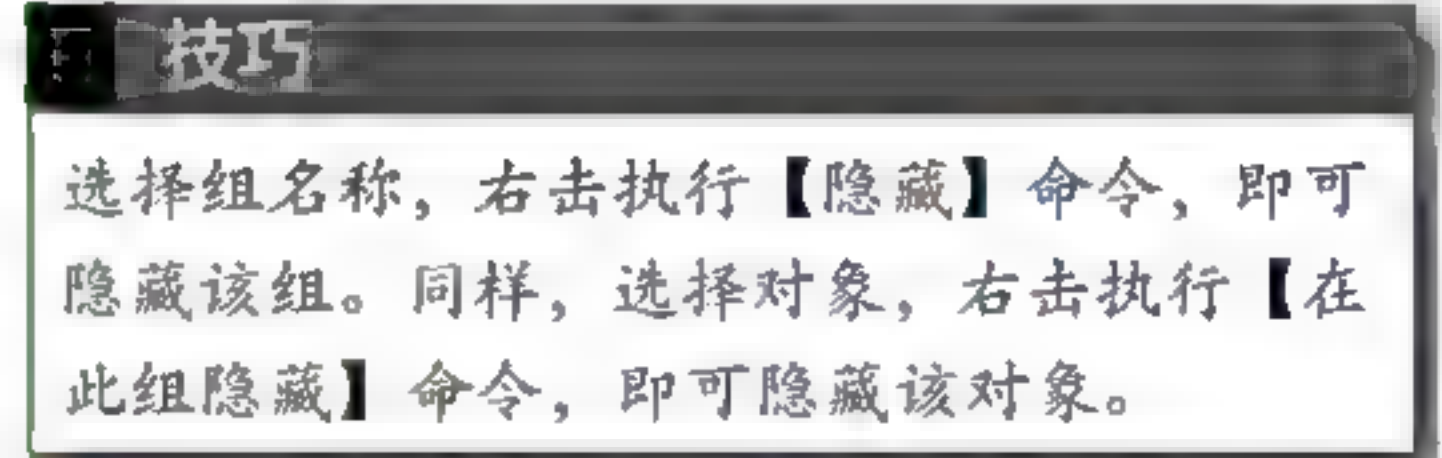 技巧
选择组名称，右击执行【隐藏】命令，即可
隐藏该组。同样，选择对象，右击执行【在
此组隐藏】命令，即可隐藏该对象。